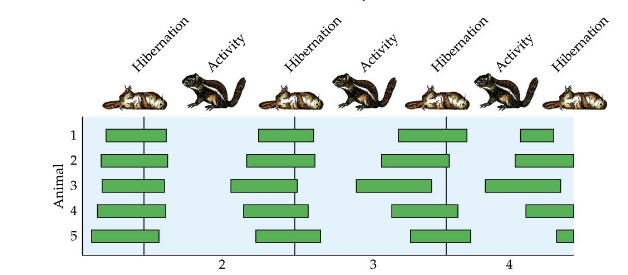 Hibernation
Activity
Hibernation
Activity
Hibernation
Activity
Hibernation
Animal
1
2
3
4
5
2
3
4